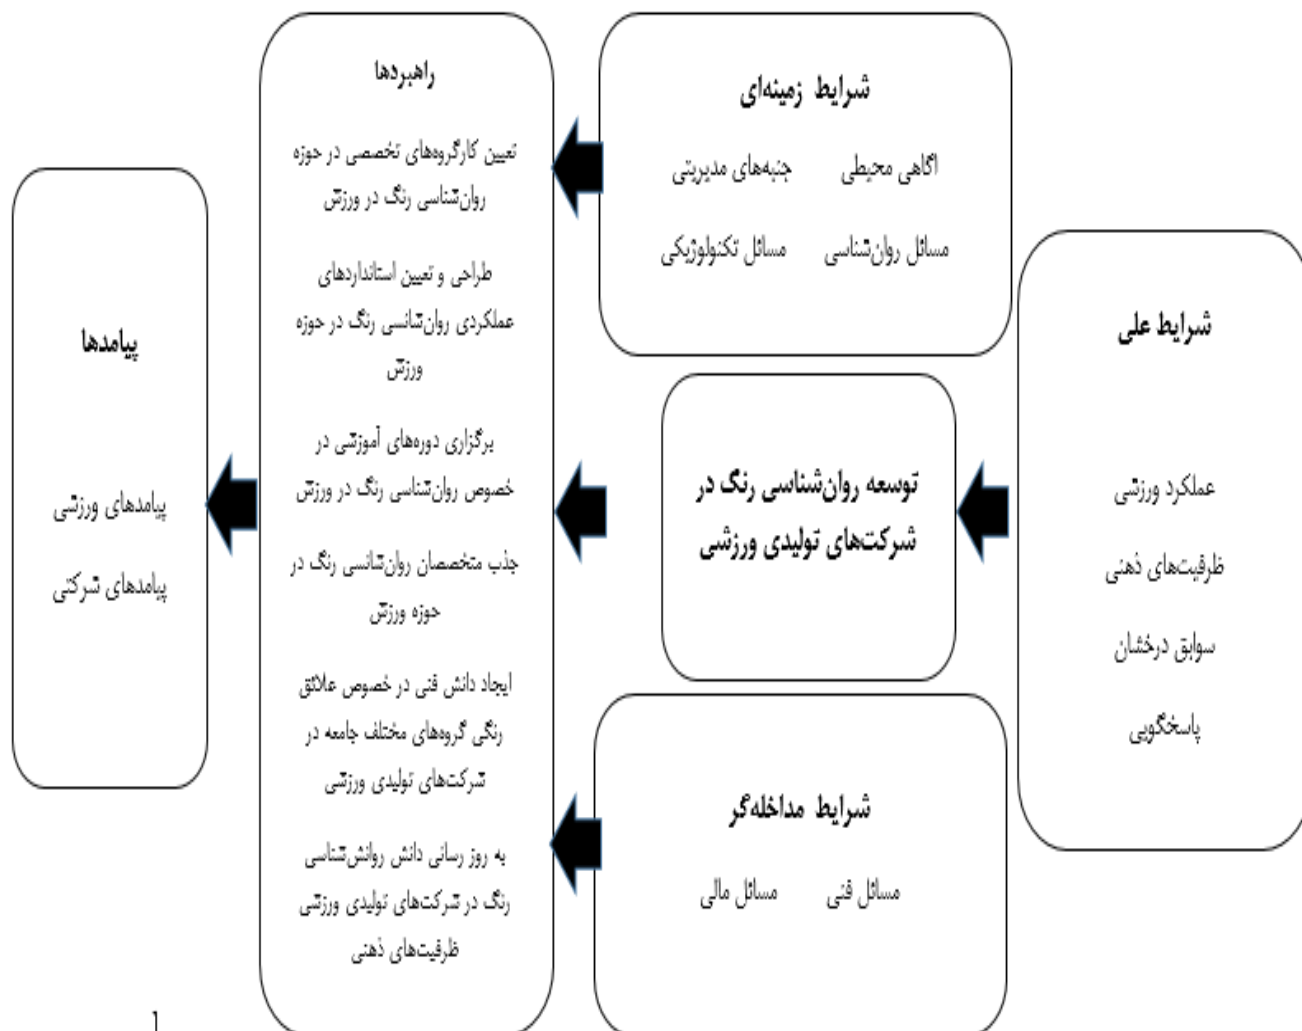 شرایط علی
عملکرد ورزشی
ظرفیت‌های ذهنی
سوابق درخشان
پاسخگویی
شرایط زمینه‌ای
آگاهی محیطی جنبه‌های مدیریتی
مسائل روان‌شناسی مسائل تکنولوژیکی
توسعه روان‌شناسی رنگ در
شرکت‌های تولیدی ورزشی
شرایط مداخله‌گر
مسائل فنی مسائل مالی
راهبردها
تعیین کارگروه‌های تخصصی در حوزه
روان‌شناسی رنگ در ورزش
طراحی و تعیین استانداردهای
عملکردی روان‌شانسی رنگ در حوزه
ورزش
برگزاری دوره‌های آموزشی در
خصوص روان‌شناسی رنگ در ورزش
جذب متخصصان روان‌شانسی رنگ در
حوزه ورزش
ایجاد دانش فنی در خصوص علائق
رنگی گروه‌های مختلف جامعه در
شرکت‌های تولیدی ورزشی
به روز رسانی دانش روانش‌شناسی
رنگ در شرکت‌های تولیدی ورزشی
ظرفیت‌های ذهنی
پیامدها
پیامدهای ورزشی
پیامدهای شرکتی